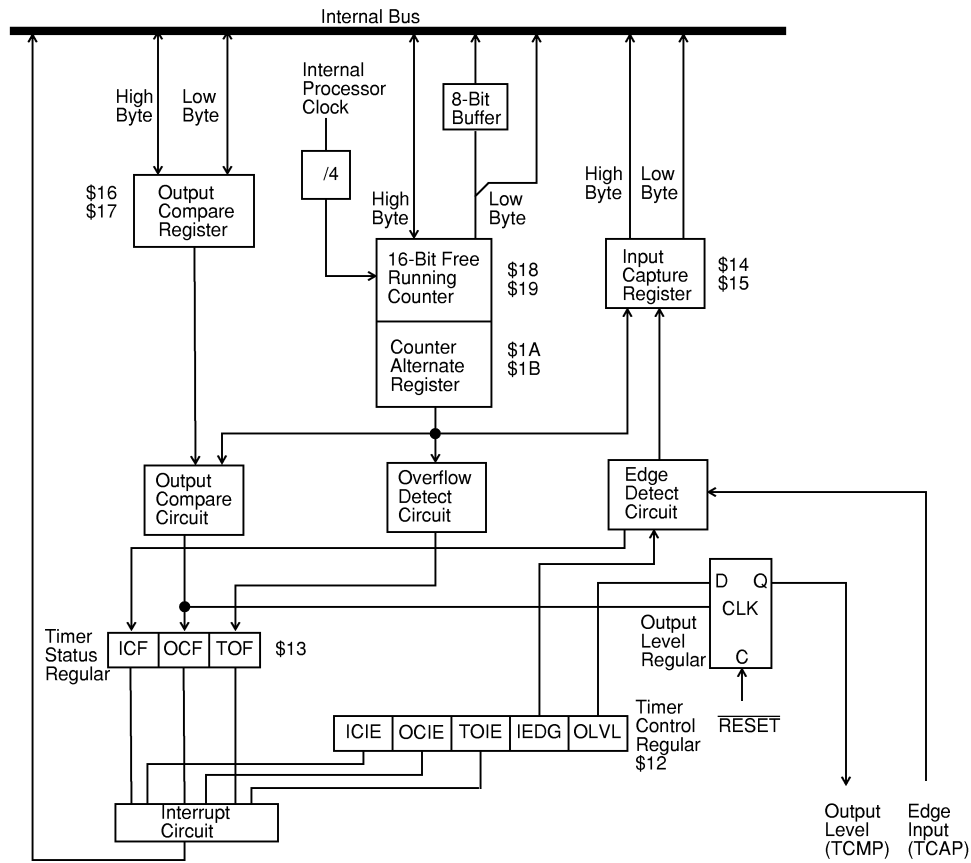 Internal Bus
High
Byte
Low
Byte
Internal
Processor
Clock
/4
8-Bit
Buffer
High
Byte
Low
Byte
High
Byte
Low
Byte
$16
$17
Output
Compare
Register
16-Bit Free
Running
Counter
$18
$19
Counter
Alternate
Register
$1A
$1B
Input
Capture
Register
$14
$15
Output
Compare
Circuit
Overflow
Detect
Circuit
Edge
Detect
Circuit
D Q
CLK
C
Output
Level
Regular
RESET
Timer
Status
Regular
ICF OCF TOF
$13
ICIE OCIE TOIE IEDG OLVL
Timer
Control
Regular
$12
Interrupt
Circuit
Output
Level
(TCMP)
Edge
Input
(TCAP)